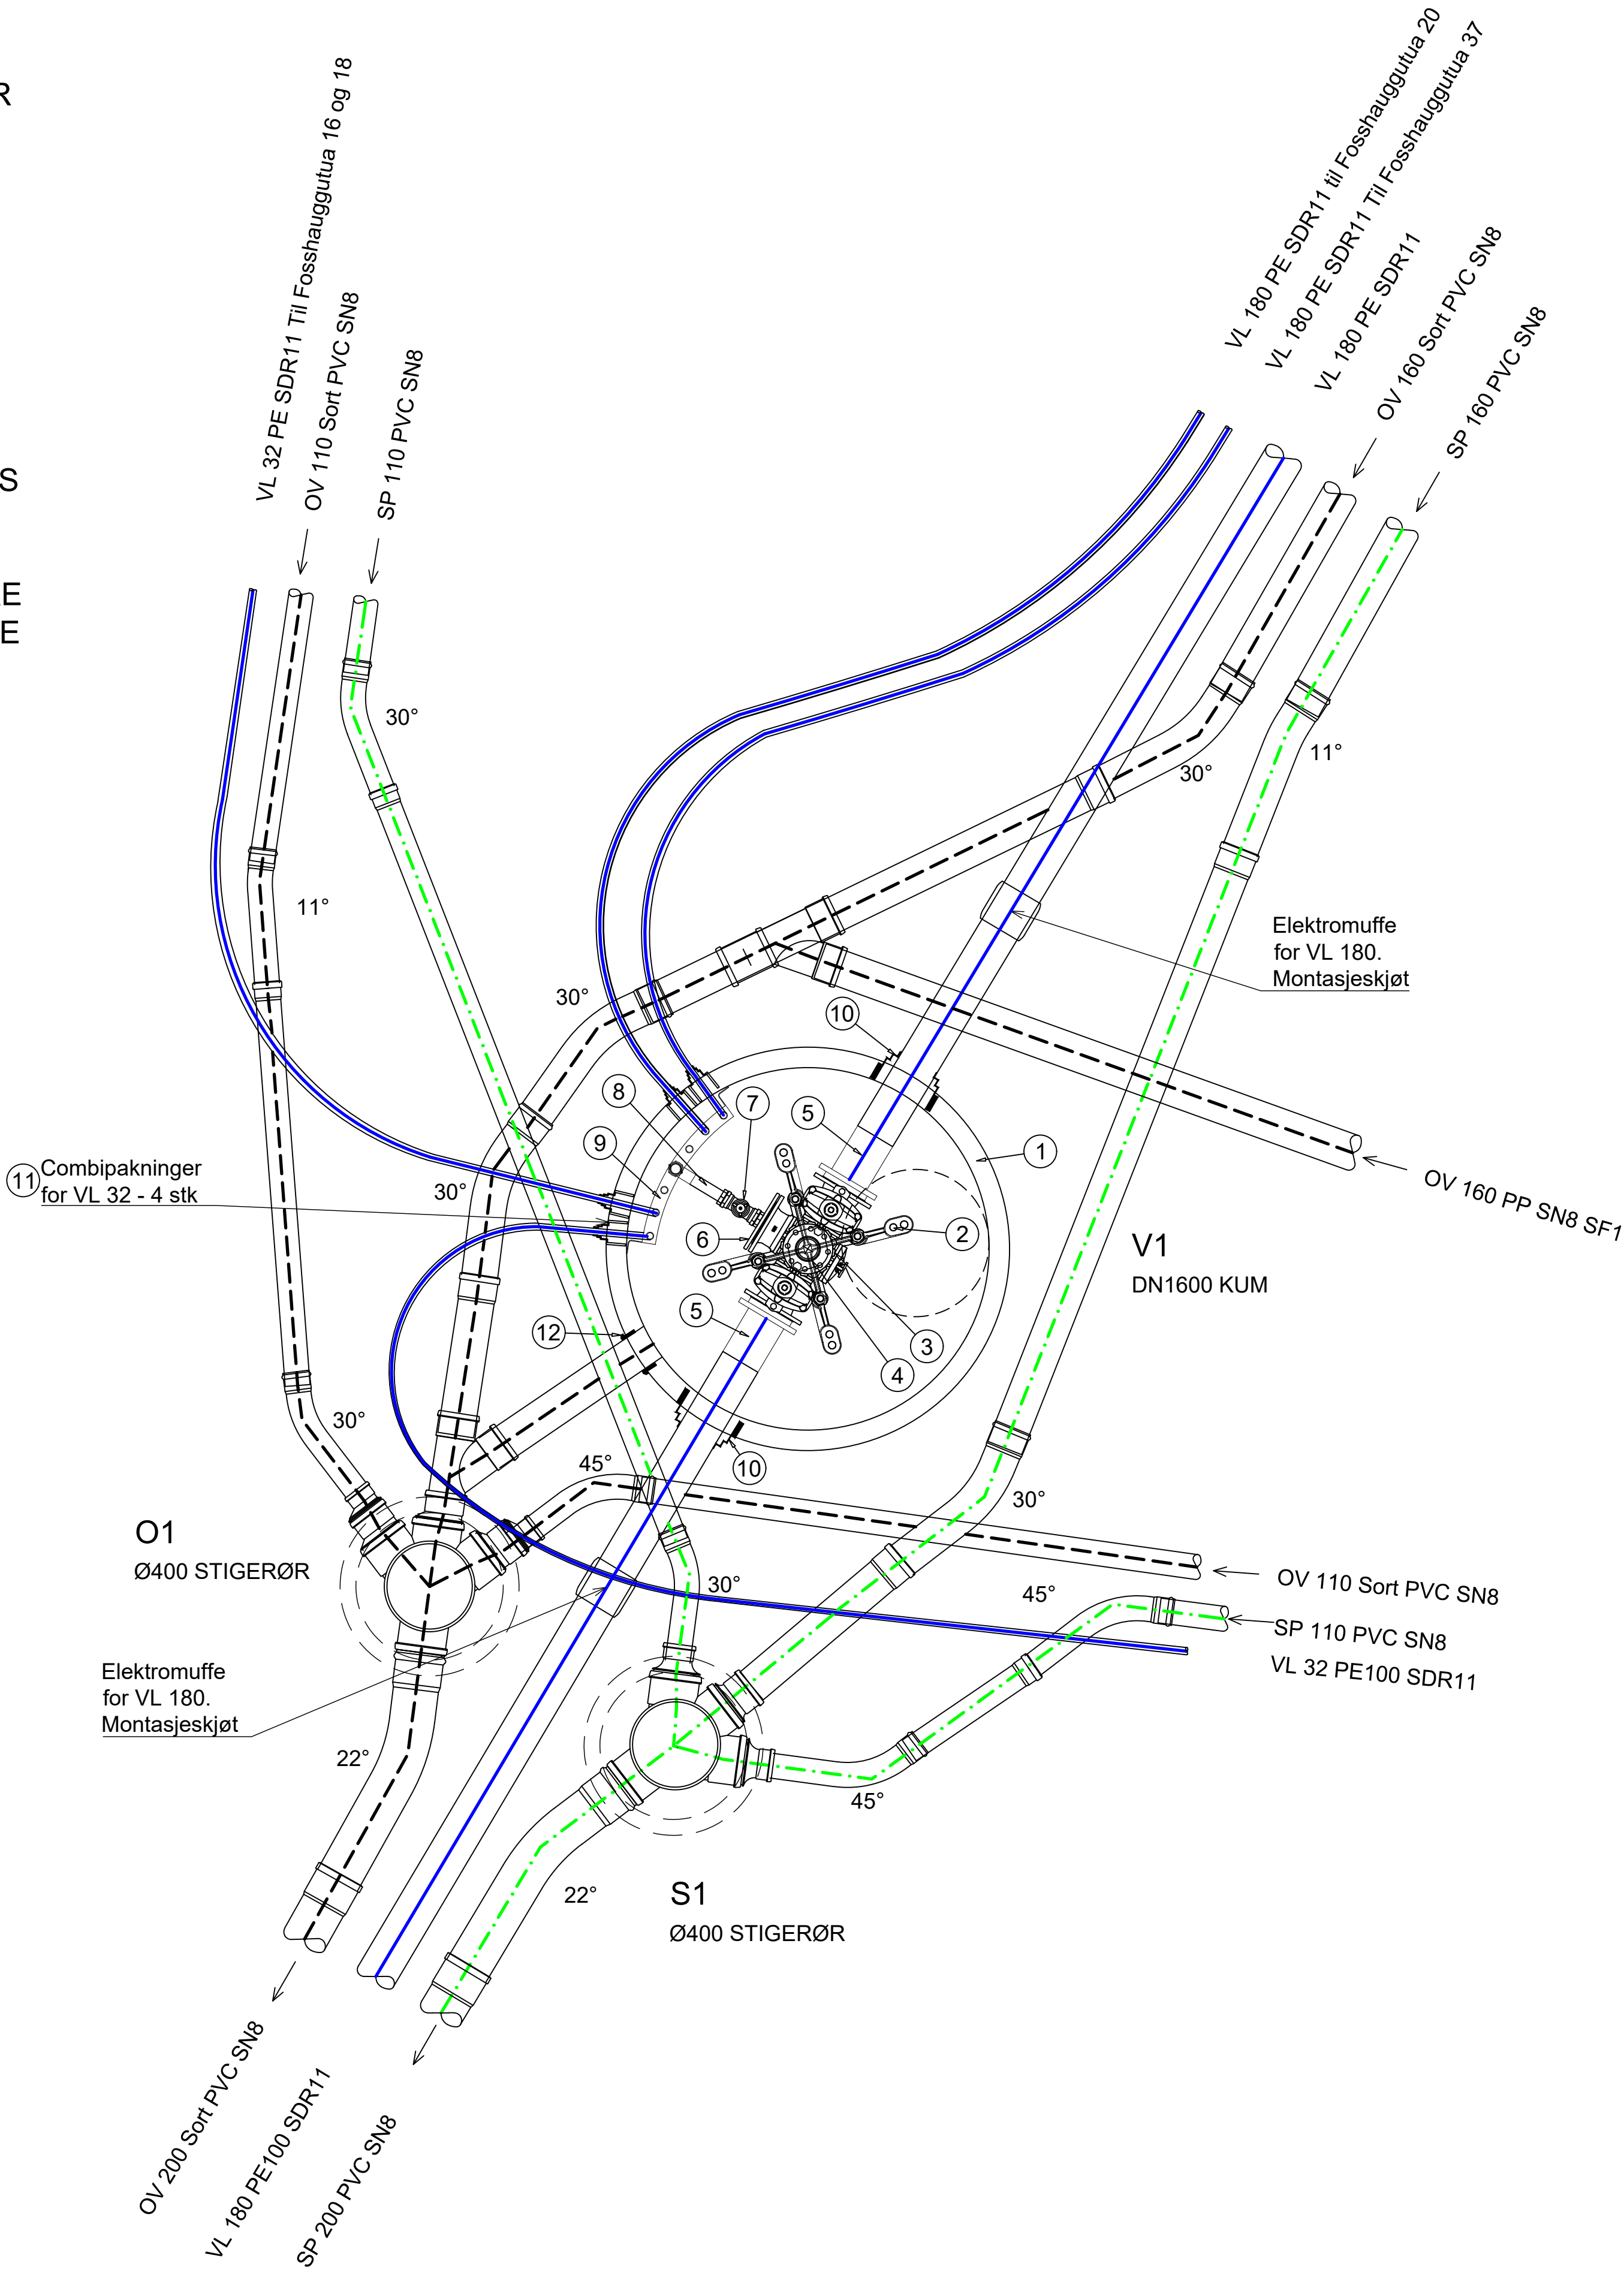 R
S
E
E
VL 32 PE SDR11 Til Fosshauggutua 16 og 18
OV 110 Sort PVC SN8
SP 110 PVC SN8
VL 180 PE SDR11 til Fosshauggutua 20
VL 180 PE SDR11 Til Fosshauggutua 37
VL 180 PE SDR11
OV 160 Sort PVC SN8
SP 160 PVC SN8
30°
11°
30°
11°
Elektromuffe
for VL 180.
Montasjeskjøt
30°
10
8
7
5
1
9
11
Combipakninger
for VL 32 - 4 stk
30°
OV 160 PP SN8 SF1
6
2
V1
DN1600 KUM
5
12
3
4
30°
10
45°
30°
O1
Ø400 STIGERØR
30°
45°
OV 110 Sort PVC SN8
SP 110 PVC SN8
VL 32 PE100 SDR11
Elektromuffe
for VL 180.
Montasjeskjøt
22°
45°
22°
S1
Ø400 STIGERØR
OV 200 Sort PVC SN8
VL 180 PE100 SDR11
SP 200 PVC SN8